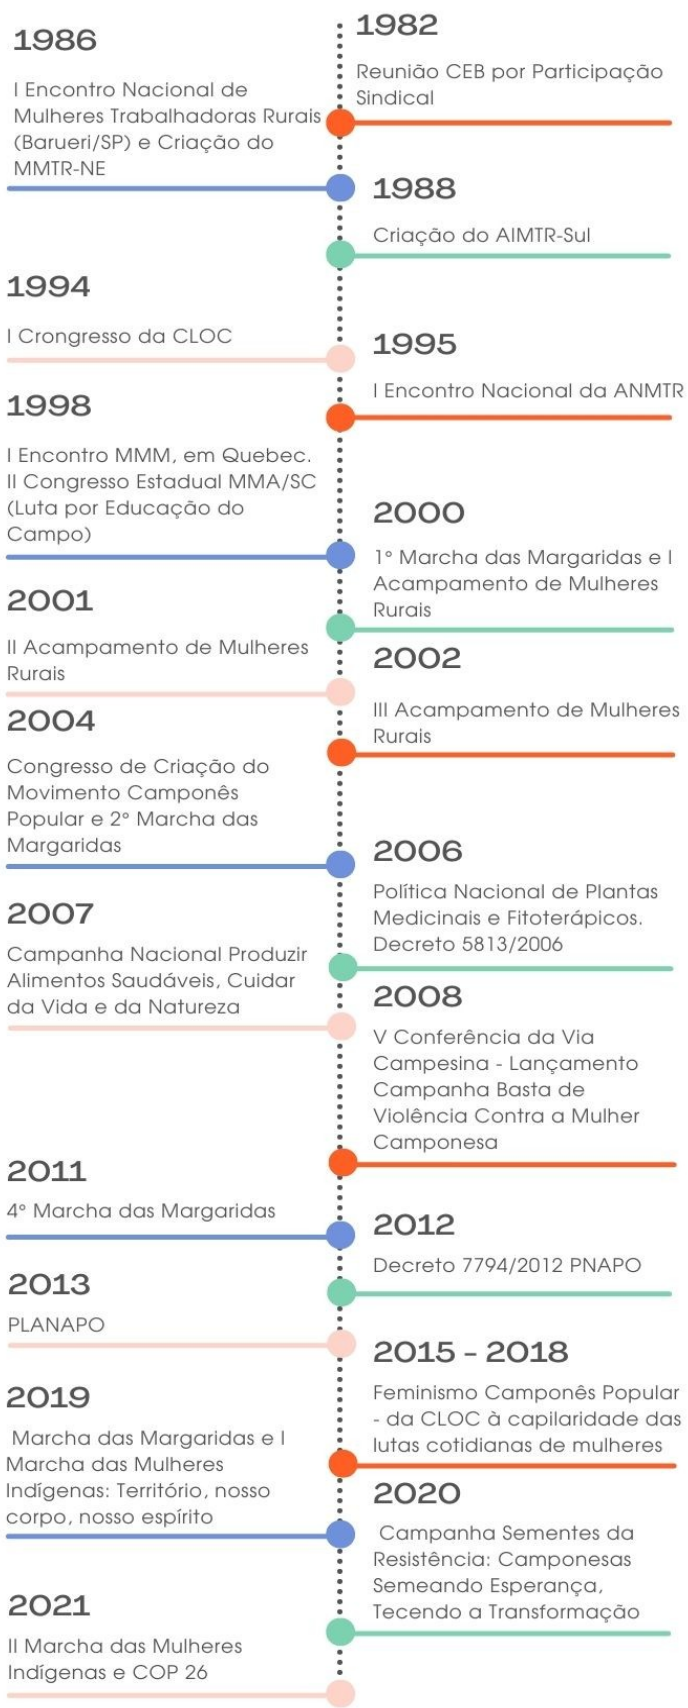 1982
Reunião CEB por Participação
Sindical
1986
I Encontro Nacional de
Mulheres Trabalhadoras Rurais
(Barueri/SP) e Criação do
MMTR-NE
1988
Criação do AIMTR-Sul
1994
I Crongresso da CLOC
1995
I Encontro Nacional da ANMTR
1998
I Encontro MMM, em Quebec.
II Congresso Estadual MMA/SC
(Luta por Educação do
Campo)
2000
1° Marcha das Margaridas e I
Acampamento de Mulheres
Rurais
2001
II Acampamento de Mulheres
Rurais
2002
III Acampamento de Mulheres
Rurais
2004
Congresso de Criação do
Movimento Camponês
Popular e 2° Marcha das
Margaridas
2006
Política Nacional de Plantas
Medicinais e Fitoterápicos.
Decreto 5813/2006
2007
Campanha Nacional Produzir
Alimentos Saudáveis, Cuidar
da Vida e da Natureza
2008
V Conferência da Via
Campesina - Lançamento
Campanha Basta de
Violência Contra a Mulher
Camponesa
2011
4° Marcha das Margaridas
2012
Decreto 7794/2012 PNAPO
2013
PLANAPO
2015 - 2018
Feminismo Camponês Popular
- da CLOC à capilaridade das
lutas cotidianas de mulheres
2019
Marcha das Margaridas e I
Marcha das Mulheres
Indígenas: Território, nosso
corpo, nosso espírito
2020
Campanha Sementes da
Resistência: Camponesas
Semeando Esperança,
Tecendo a Transformação
2021
II Marcha das Mulheres
Indígenas e COP 26